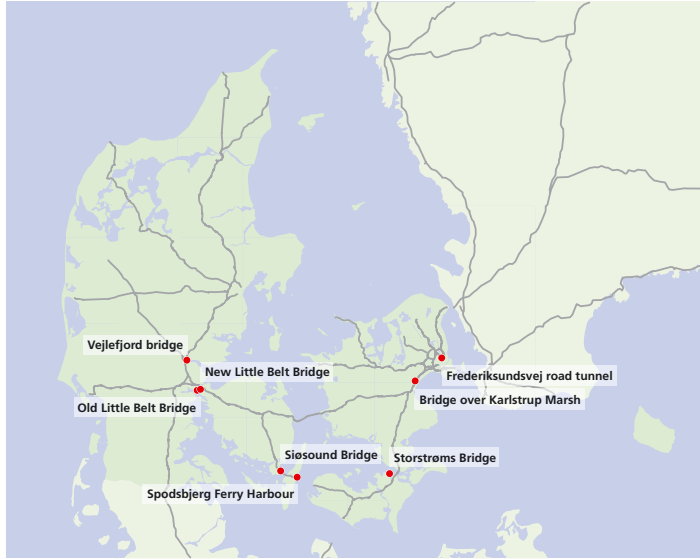 Vejlefjord bridge
New Little Belt Bridge
Frederiksundsvej road tunnel
Bridge over Karlstrup Marsh
Old Little Belt Bridge
Siøsound Bridge
Storstrøms Bridge
Spodsbjerg Ferry Harbour